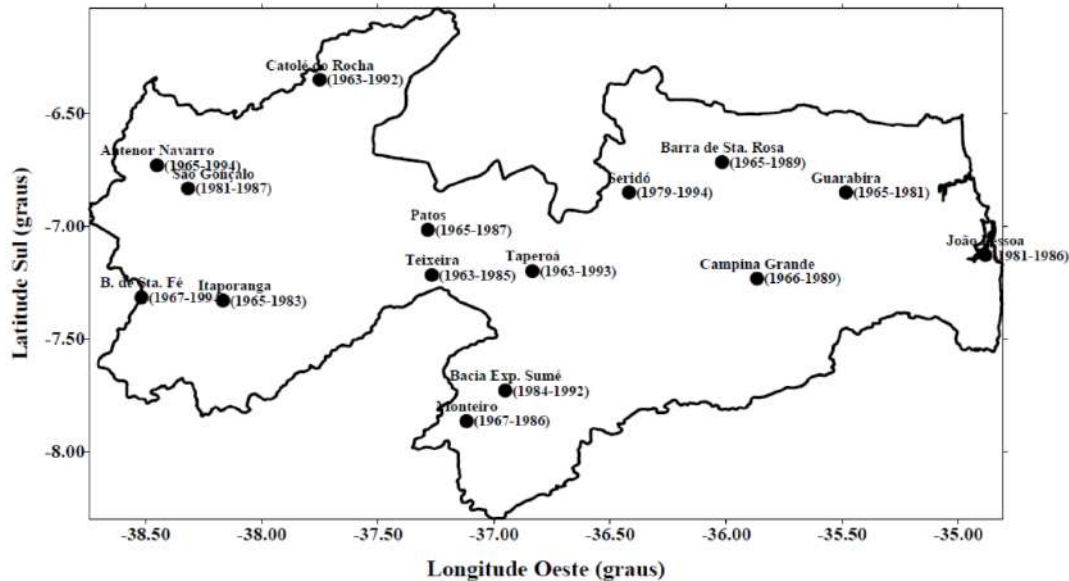 Catolé do Rocha
(1963-1992)
-6.50
Antenor Navarro
(1965-1994)
São Gonçalo
(1981-1987)
Barra de Sta. Rosa
(1965-1989)
Seridó
(1979-1994)
Guarabira
(1965-1981)
Patos
(1965-1987)
-7.00
João Pessoa
(1981-1986)
Teixeira
(1963-1985)
Taperoá
(1963-1993)
Campina Grande
(1966-1989)
B. de Sta. Fé
Itaporanga
(1965-1983)
-7.50
Bacia Exp. Sumé
(1984-1992)
Monteiro
(1967-1986)
-8.00
Latitude Sul (graus)
-38.50 -38.00 -37.50 -37.00 -36.50 -36.00 -35.50 -35.00
Longitude Oeste (graus)